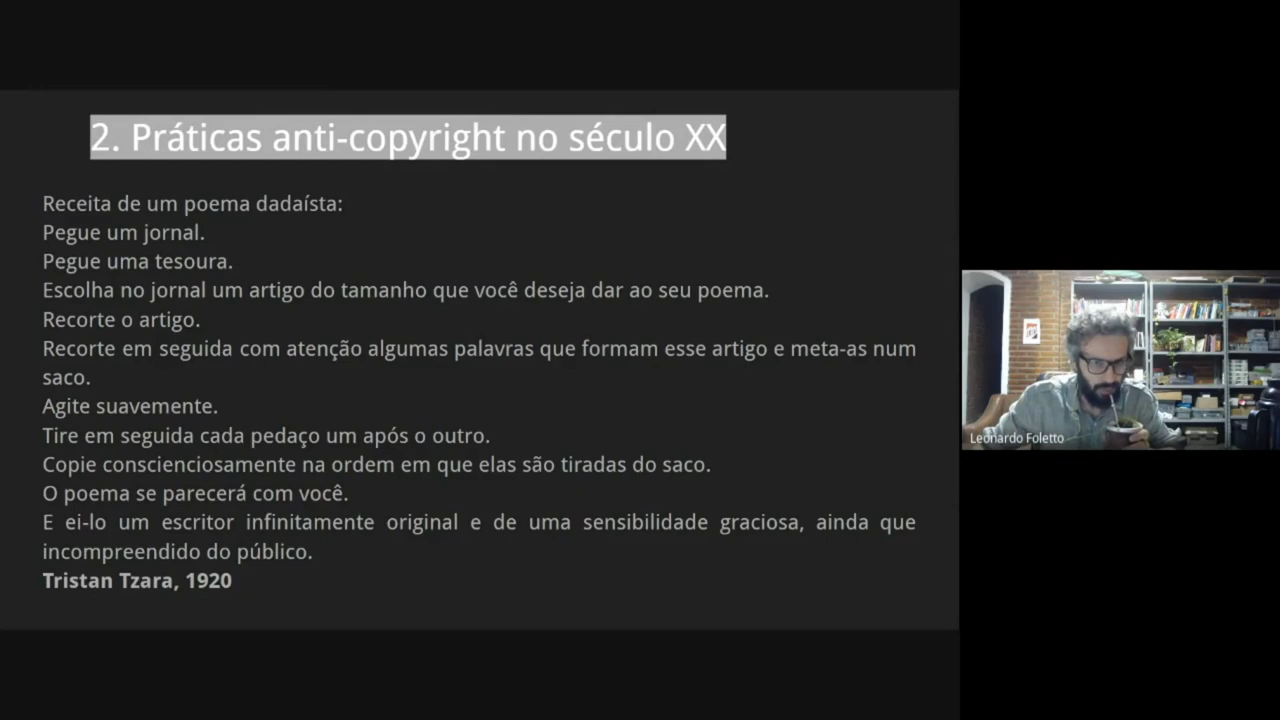 2. Práticas anti-copyright no século XX
Receita de um poema dadaísta:
Pegue um jornal.
Pegue uma tesoura.
Escolha no jornal um artigo do tamanho que você deseja dar ao seu poema.
Recorte o artigo.
Recorte em seguida com atenção algumas palavras que formam esse artigo e meta-as num
saco.
Agite suavemente.
Tire em seguida cada pedaço um após o outro.
Copie conscienciosamente na ordem em que elas são tiradas do saco.
O poema se parecerá com você.
E ei-lo um escritor infinitamente original e de uma sensibilidade graciosa, ainda que
incompreendido do público.
Tristan Tzara, 1920
Leonardo Foletto